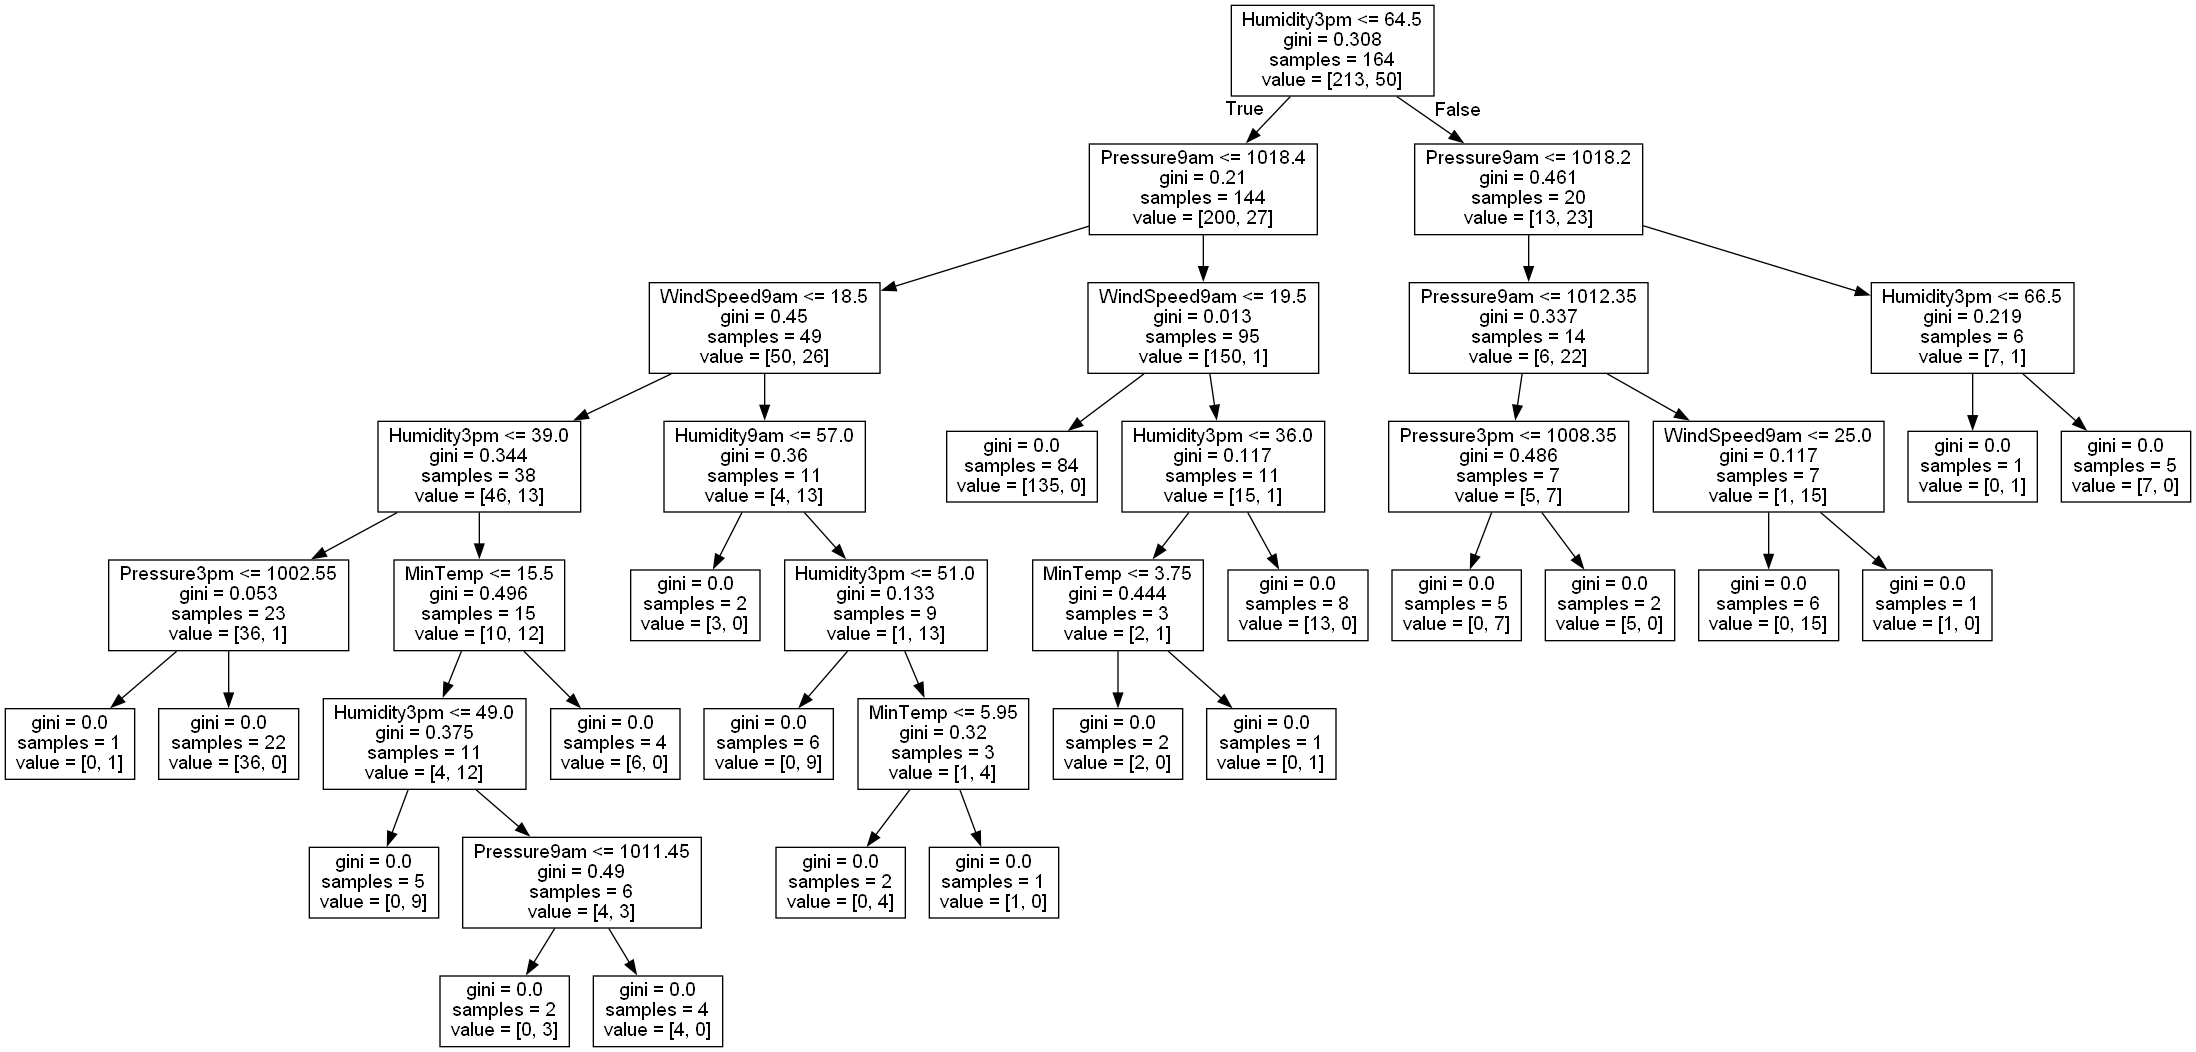 Humidity3pm <= 64.5
gini = 0.308
samples = 164
value = [213, 50]
True
False
Pressure9am <= 1018.4
gini = 0.21
samples = 144
value = [200, 27]
Pressure9am <= 1018.2
gini = 0.461
samples = 20
value = [13, 23]
WindSpeed9am <= 18.5
gini = 0.45
samples = 49
value = [50, 26]
WindSpeed9am <= 19.5
gini = 0.013
samples = 95
value = [150, 1]
Pressure9am <= 1012.35
gini = 0.337
samples = 14
value = [6, 22]
Humidity3pm <= 66.5
gini = 0.219
samples = 6
value = [7, 1]
Humidity3pm <= 39.0
gini = 0.344
samples = 38
value = [46, 13]
Humidity9am <= 57.0
gini = 0.36
samples = 11
value = [4, 13]
gini = 0.0
samples = 84
value = [135, 0]
Humidity3pm <= 36.0
gini = 0.117
samples = 11
value = [15, 1]
Pressure3pm <= 1008.35
gini = 0.486
samples = 7
value = [5, 7]
WindSpeed9am <= 25.0
gini = 0.117
samples = 7
value = [1, 15]
gini = 0.0
samples = 1
value = [0, 1]
gini = 0.0
samples = 5
value = [7, 0]
Pressure3pm <= 1002.55
gini = 0.053
samples = 23
value = [36, 1]
MinTemp <= 15.5
gini = 0.496
samples = 15
value = [10, 12]
gini = 0.0
samples = 2
value = [3, 0]
Humidity3pm <= 51.0
gini = 0.133
samples = 9
value = [1, 13]
MinTemp <= 3.75
gini = 0.444
samples = 3
value = [2, 1]
gini = 0.0
samples = 8
value = [13, 0]
gini = 0.0
samples = 5
value = [0, 7]
gini = 0.0
samples = 2
value = [5, 0]
gini = 0.0
samples = 6
value = [0, 15]
gini = 0.0
samples = 1
value = [1, 0]
gini = 0.0
samples = 1
value = [0, 1]
gini = 0.0
samples = 22
value = [36, 0]
Humidity3pm <= 49.0
gini = 0.375
samples = 11
value = [4, 12]
gini = 0.0
samples = 4
value = [6, 0]
gini = 0.0
samples = 6
value = [0, 9]
MinTemp <= 5.95
gini = 0.32
samples = 3
value = [1, 4]
gini = 0.0
samples = 2
value = [2, 0]
gini = 0.0
samples = 1
value = [0, 1]
gini = 0.0
samples = 5
value = [0, 9]
Pressure9am <= 1011.45
gini = 0.49
samples = 6
value = [4, 3]
gini = 0.0
samples = 2
value = [0, 4]
gini = 0.0
samples = 1
value = [1, 0]
gini = 0.0
samples = 2
value = [0, 3]
gini = 0.0
samples = 4
value = [4, 0]